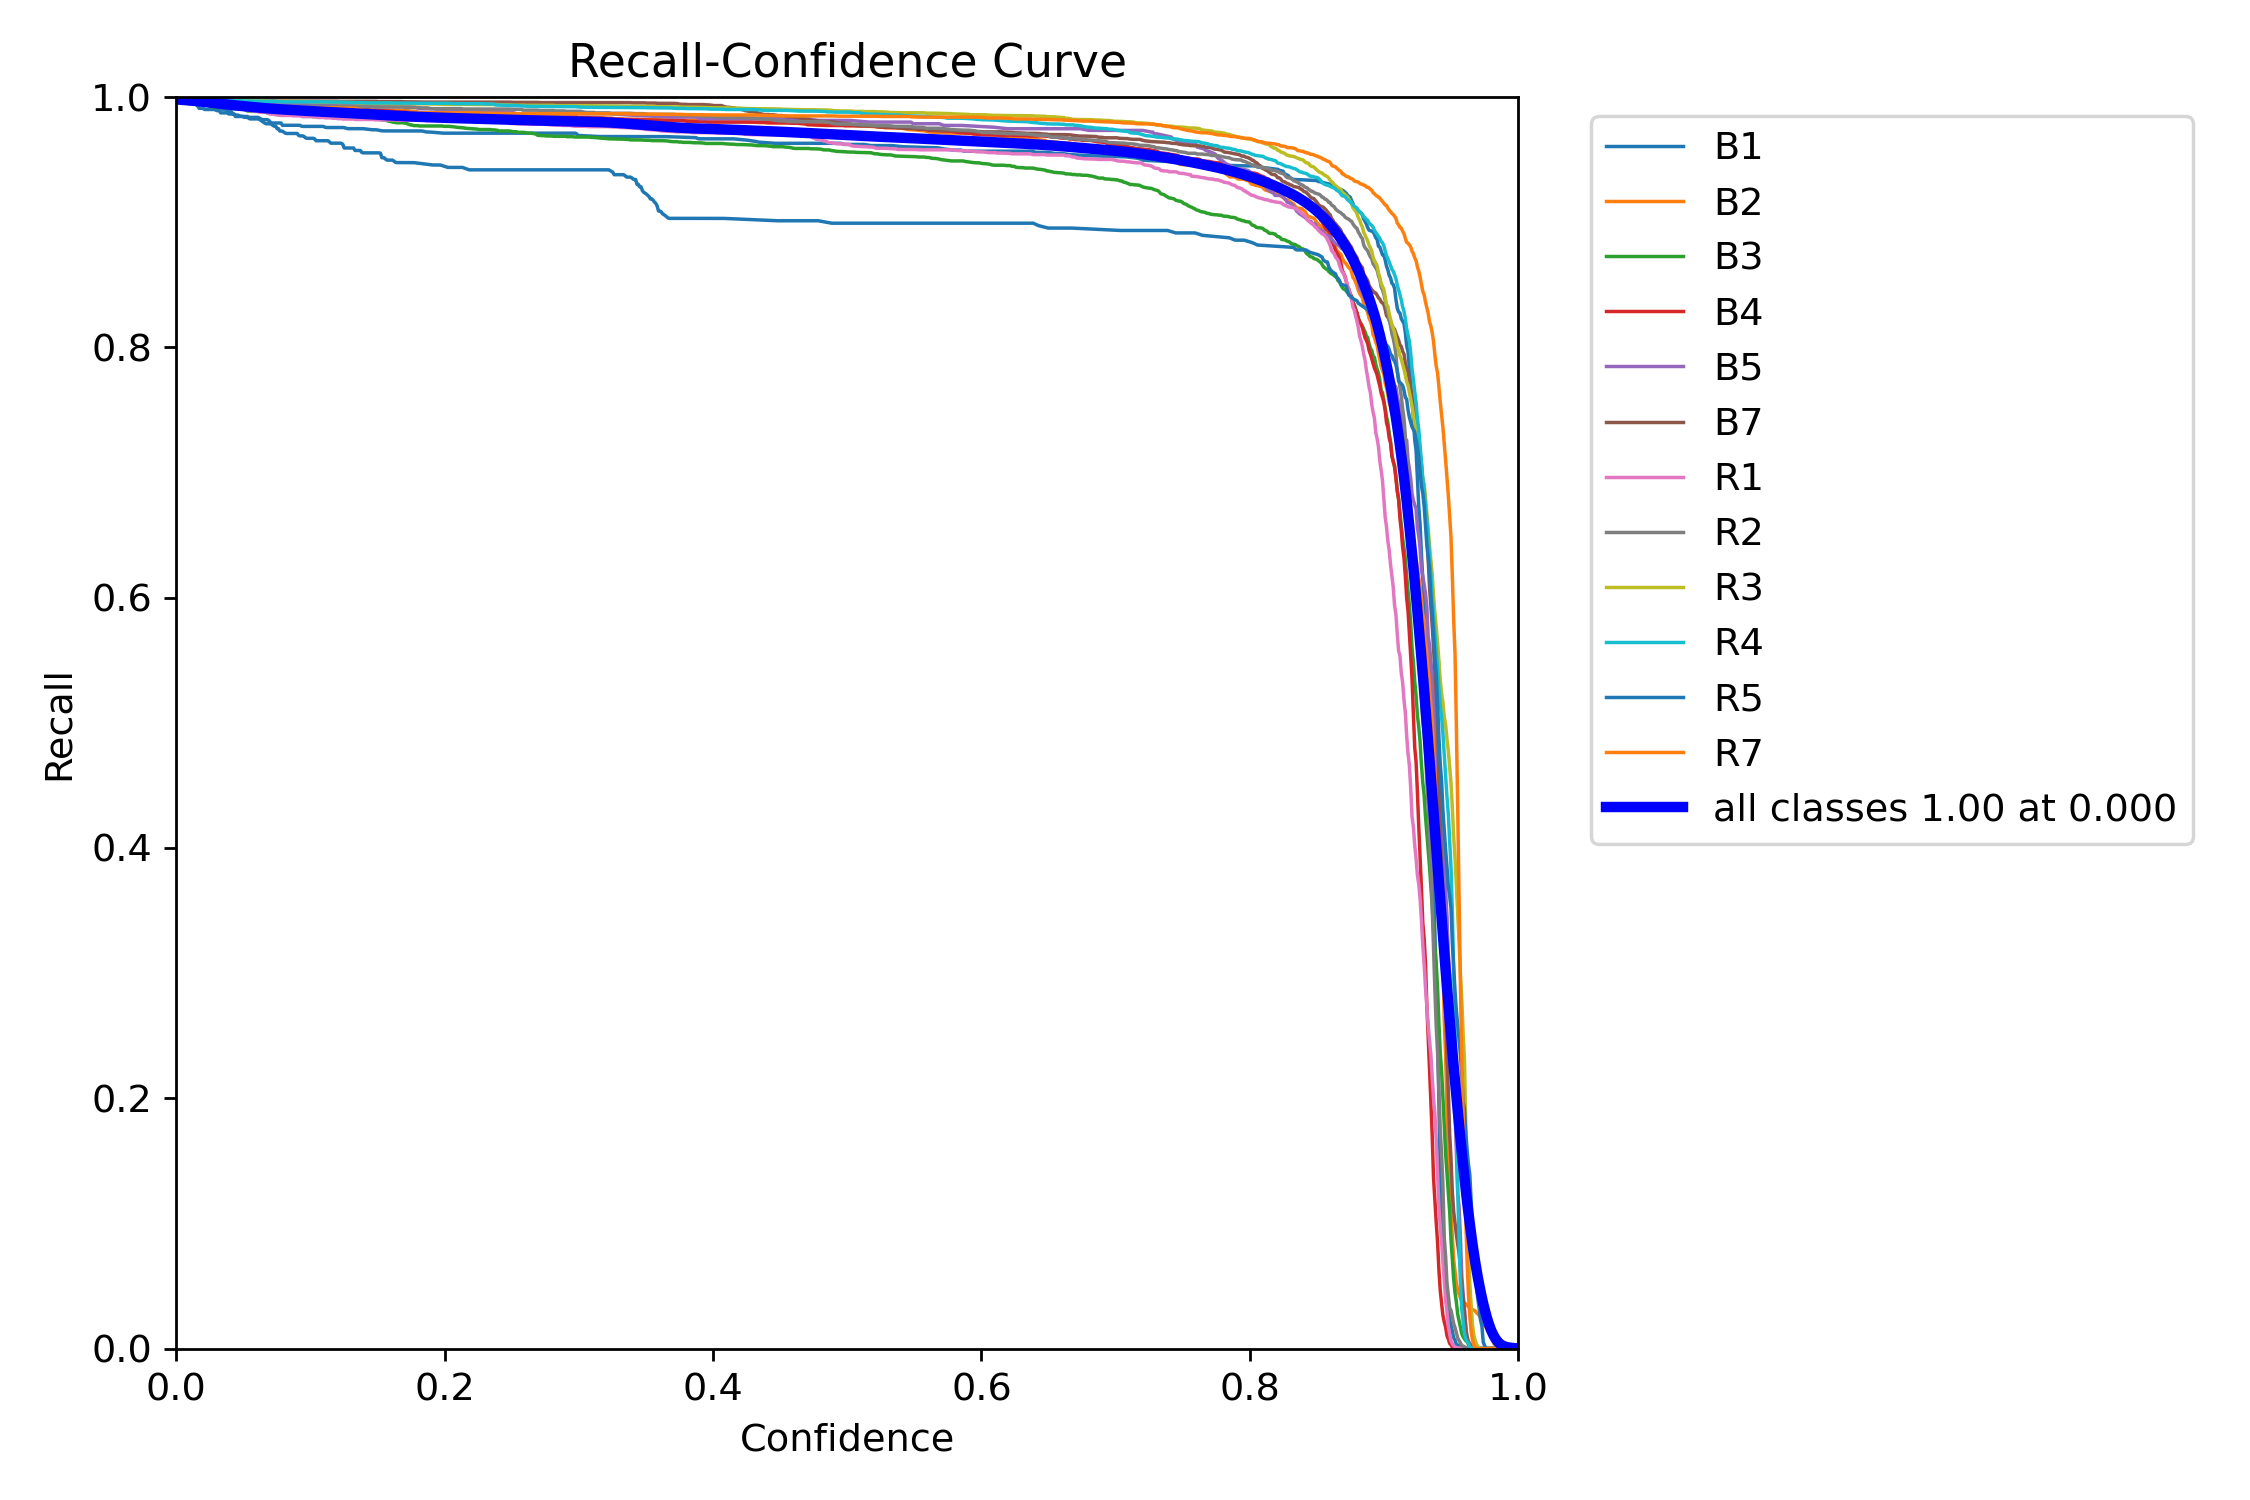 Recall-Confidence Curve
1.0
0.8
0.6
0.4
0.2
0.0
Recall
0.0 0.2 0.4 0.6 0.8 1.0
Confidence
B1
B2
B3
B4
B5
B7
R1
R2
R3
R4
R5
R7
all classes 1.00 at 0.000